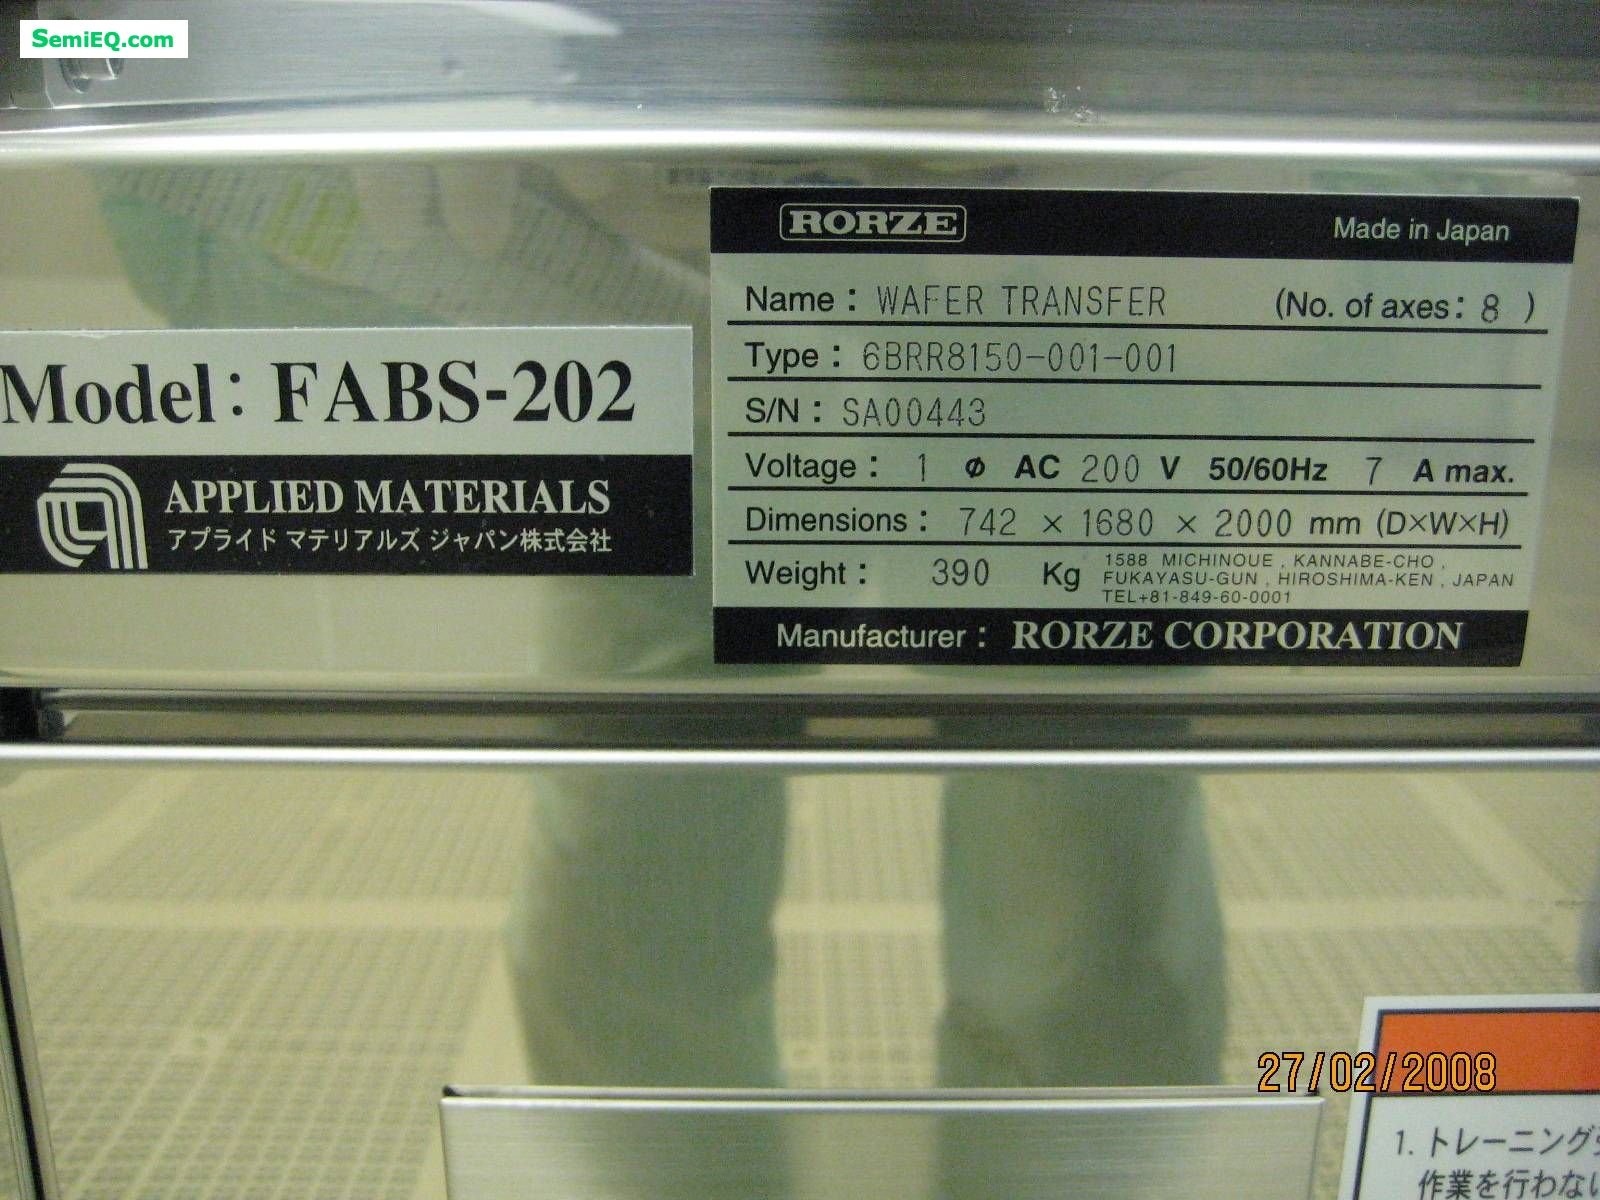 SemiEQ.com
RORZE Made in Japan
Name : WAFER TRANSFER (No. of axes: 8 )
Type : 6BRR8150-001-001
S/N : SA00443
Voltage : 1 ø AC 200 V 50/60Hz 7 A max.
Dimensions : 742 × 1680 × 2000 mm (D×W×H)
Weight : 390 Kg
1588 MICHINOUE , KANNABE-CHO ,
FUKAYASU-GUN , HIROSHIMA-KEN , JAPAN
TEL+81-849-60-0001
Manufacturer : RORZE CORPORATION
Model: FABS-202
APPLIED MATERIALS
アプライド マテリアルズ ジャパン株式会社
27/02/2008
1. トレーニング
作業を行わない